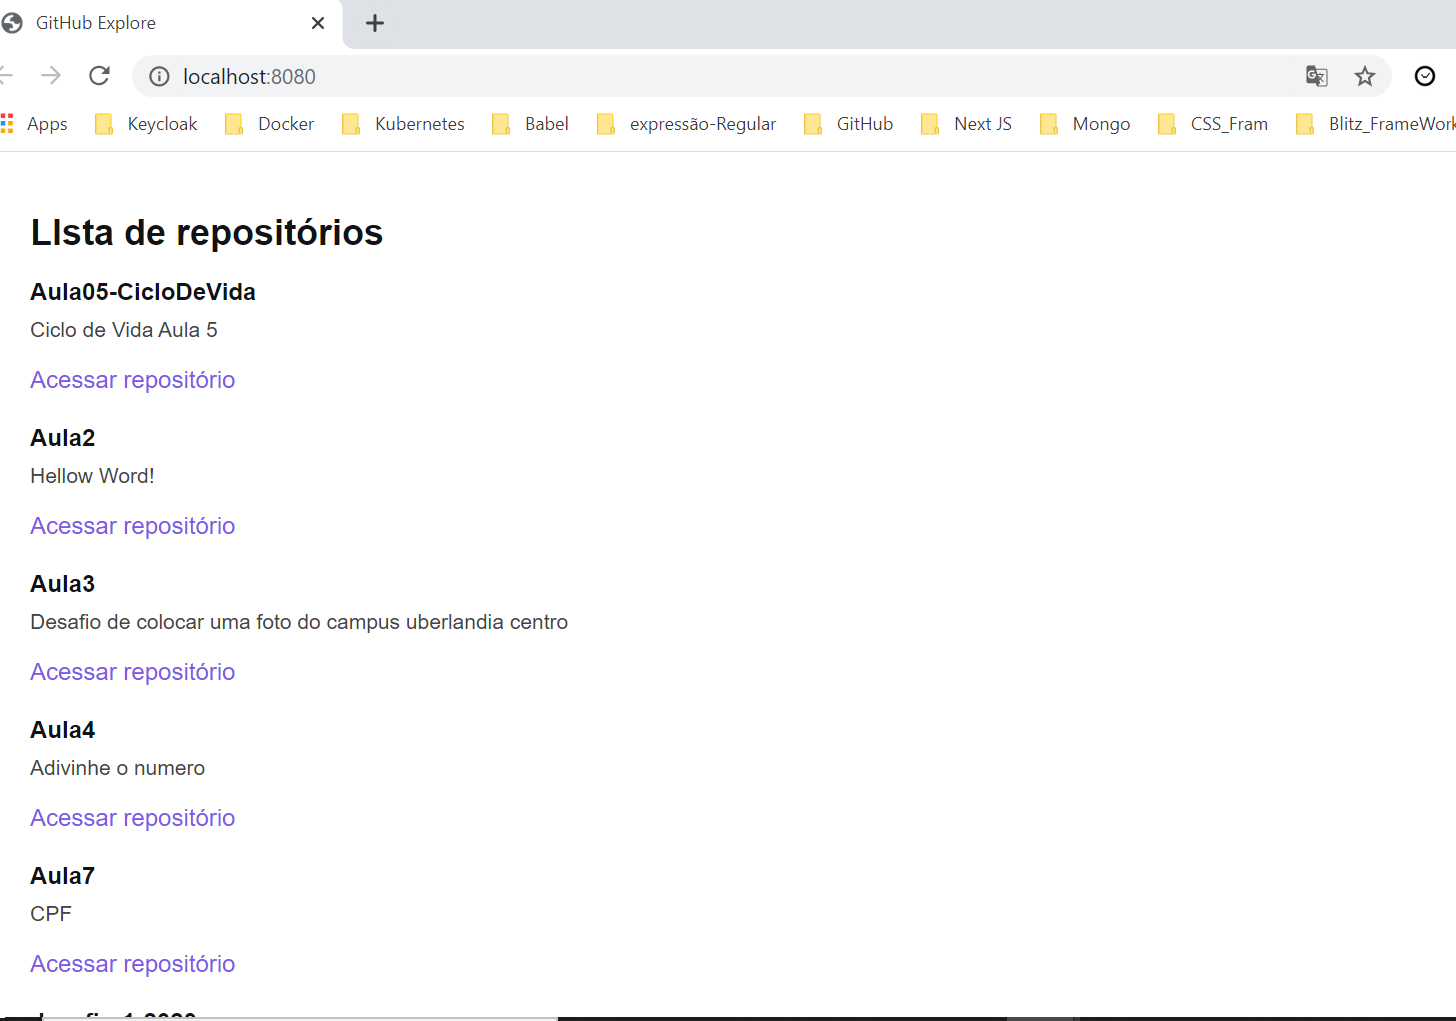 GitHub Explore
localhost:8080
Apps Keycloak Docker Kubernetes Babel expressão-Regular GitHub Next JS Mongo CSS_Fram Blitz_FrameWork
LIsta de repositórios
Aula05-CicloDeVida
Ciclo de Vida Aula 5
Acessar repositório
Aula2
Hellow Word!
Acessar repositório
Aula3
Desafio de colocar uma foto do campus uberlandia centro
Acessar repositório
Aula4
Adivinhe o numero
Acessar repositório
Aula7
CPF
Acessar repositório